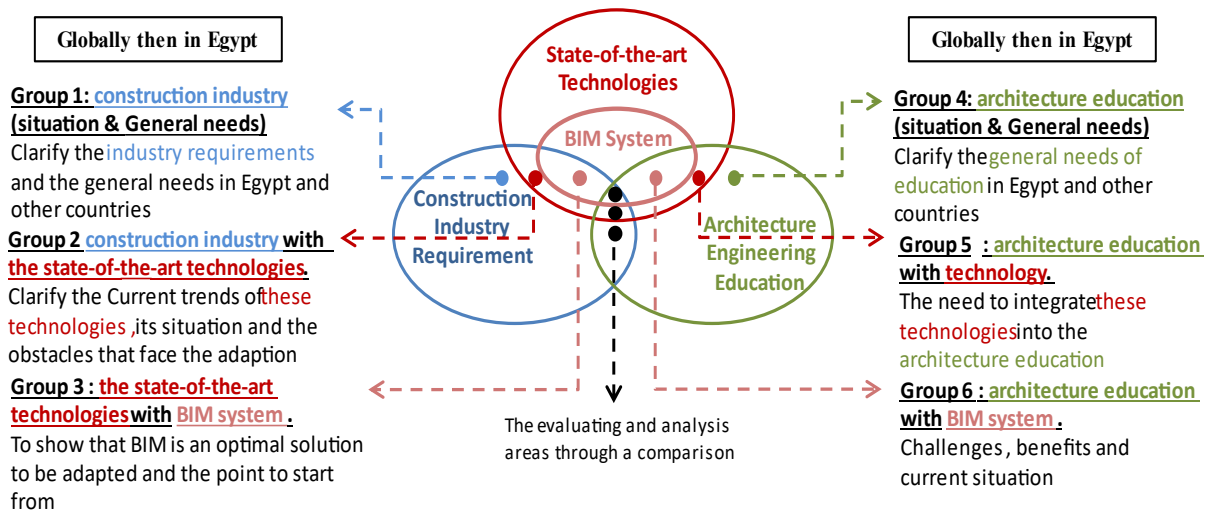 Globally then in Egypt
Group 1: construction industry
(situation & General needs)
Clarify the industry requirements
and the general needs in Egypt and
other countries
Group 2 construction industry with
the state-of-the-art technologies.
Clarify the Current trends of these
technologies ,its situation and the
obstacles that face the adaption
Group 3 : the state-of-the-art
technologies with BIM system .
To show that BIM is an optimal solution
to be adapted and the point to start
from
State-of-the-art
Technologies
BIM System
Construction
Industry
Requirement
Architecture
Engineering
Education
The evaluating and analysis
areas through a comparison
Globally then in Egypt
Group 4: architecture education
(situation & General needs)
Clarify the general needs of
education in Egypt and other
countries
Group 5 : architecture education
with technology.
The need to integrate these
technologies into the
architecture education
Group 6 : architecture education
with BIM system .
Challenges , benefits and
current situation